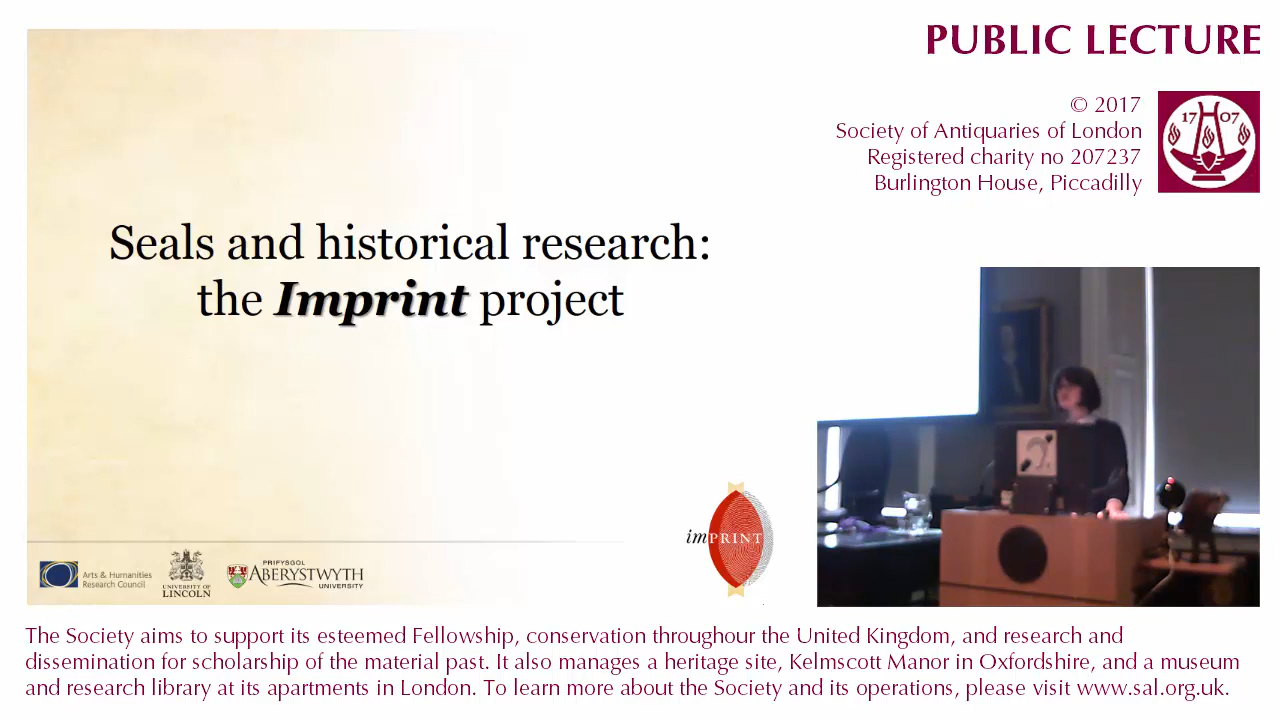 PUBLIC LECTURE
© 2017
Society of Antiquaries of London
Registered charity no 207237
Burlington House, Piccadilly
17 07
Seals and historical research:
the Imprint project
imPRINT
Arts & Humanities
Research Council
UNIVERSITY OF
LINCOLN
PRIFYSGOL
ABERYSTWYTH
UNIVERSITY
The Society aims to support its esteemed Fellowship, conservation throughour the United Kingdom, and research and
dissemination for scholarship of the material past. It also manages a heritage site, Kelmscott Manor in Oxfordshire, and a museum
and research library at its apartments in London. To learn more about the Society and its operations, please visit www.sal.org.uk.